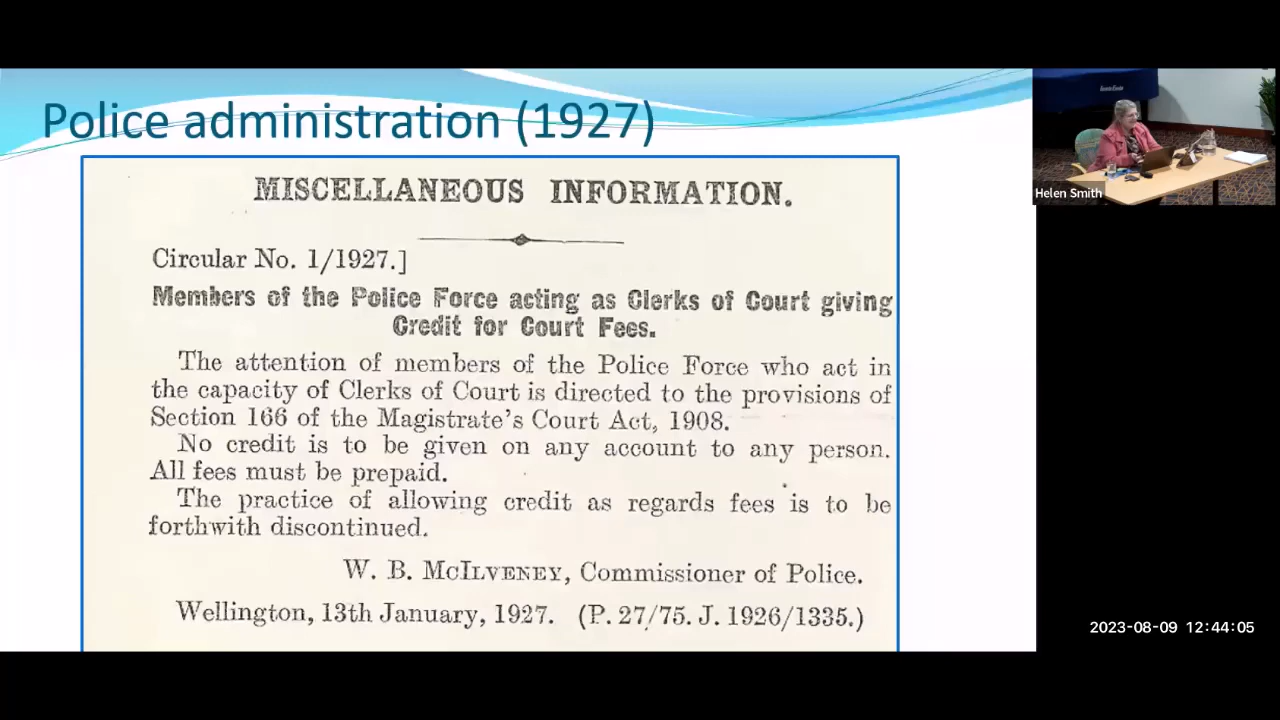 Police administration (1927)
MISCELLANEOUS INFORMATION.
Circular No. 1/1927.]
Members of the Police Force acting as Clerks of Court giving
Credit for Court Fees.
The attention of members of the Police Force who act in
the capacity of Clerks of Court is directed to the provisions of
Section 166 of the Magistrate's Court Act, 1908.
No credit is to be given on any account to any person.
All fees must be prepaid.
The practice of allowing credit as regards fees is to be
forthwith discontinued.
W. B. McIlveney, Commissioner of Police.
Wellington, 13th January, 1927. (P. 27/75. J. 1926/1335.)
Helen Smith
2023-08-09 12:44:05